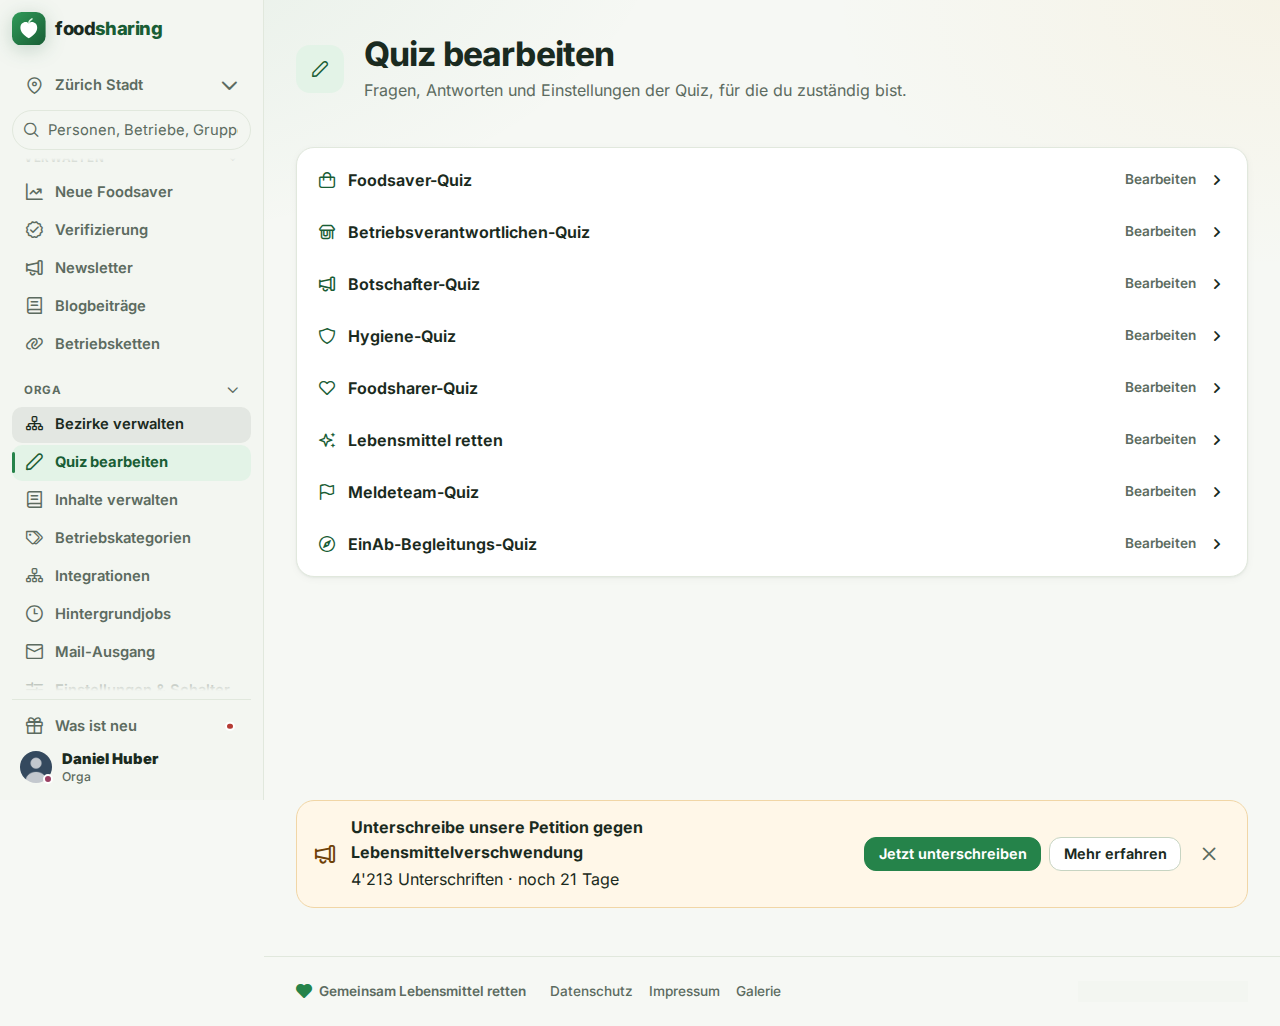 foodsharing
Zürich Stadt
Personen, Betriebe, Grupp
Neue Foodsaver
Verifizierung
Newsletter
Blogbeiträge
Betriebsketten
ORGA
Bezirke verwalten
Quiz bearbeiten
Inhalte verwalten
Betriebskategorien
Integrationen
Hintergrundjobs
Mail-Ausgang
Einstellungen & Schalter
Was ist neu
Daniel Huber
Orga
Quiz bearbeiten
Fragen, Antworten und Einstellungen der Quiz, für die du zuständig bist.
Foodsaver-Quiz Bearbeiten
Betriebsverantwortlichen-Quiz Bearbeiten
Botschafter-Quiz Bearbeiten
Hygiene-Quiz Bearbeiten
Foodsharer-Quiz Bearbeiten
Lebensmittel retten Bearbeiten
Meldeteam-Quiz Bearbeiten
EinAb-Begleitungs-Quiz Bearbeiten
Unterschreibe unsere Petition gegen
Lebensmittelverschwendung
4'213 Unterschriften · noch 21 Tage
Jetzt unterschreiben Mehr erfahren
Gemeinsam Lebensmittel retten Datenschutz Impressum Galerie